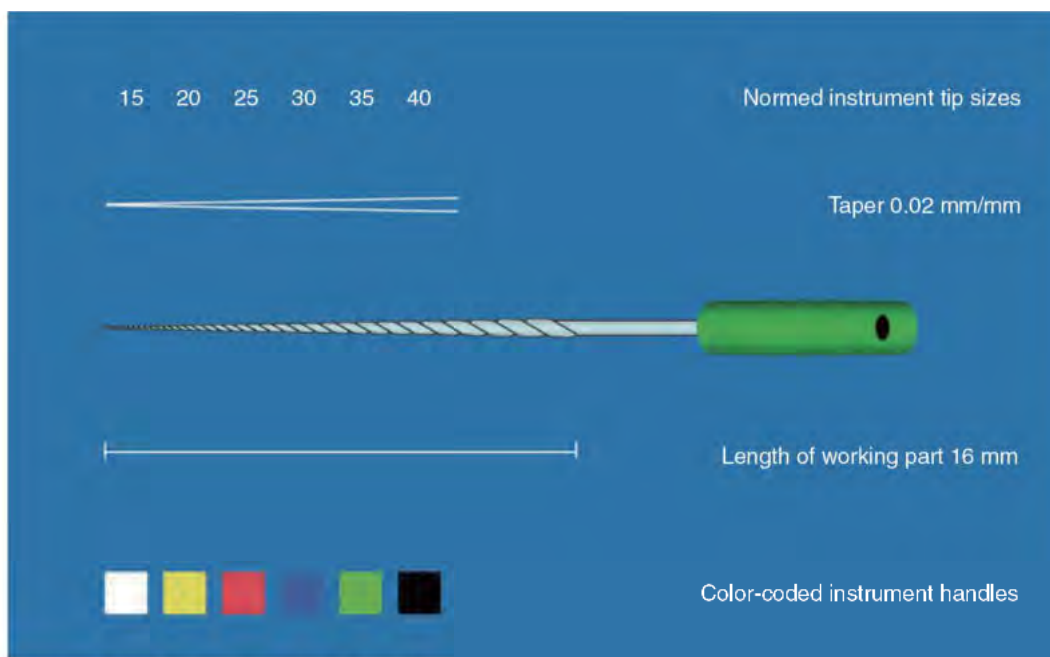 15 20 25 30 35 40 Normed instrument tip sizes
Taper 0.02 mm/mm
Length of working part 16 mm
Color-coded instrument handles